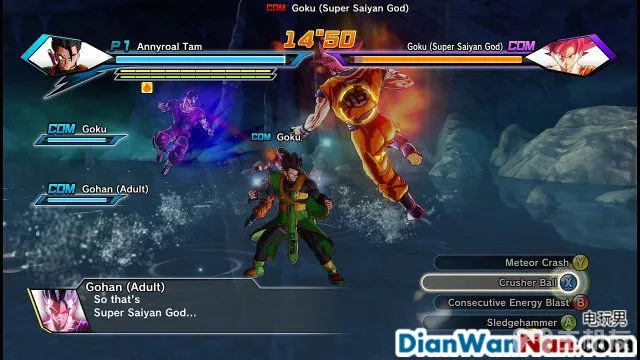 COM Goku (Super Saiyan God)
P1 Annyroal Tam
14"60
Goku (Super Saiyan God) COM
COM Goku
COM Goku
COM Gohan (Adult)
Meteor Crash Y
Crusher Ball X
Consecutive Energy Blast B
Sledgehammer A
Gohan (Adult)
So that's
Super Saiyan God...
电玩男
DianWanNan.com